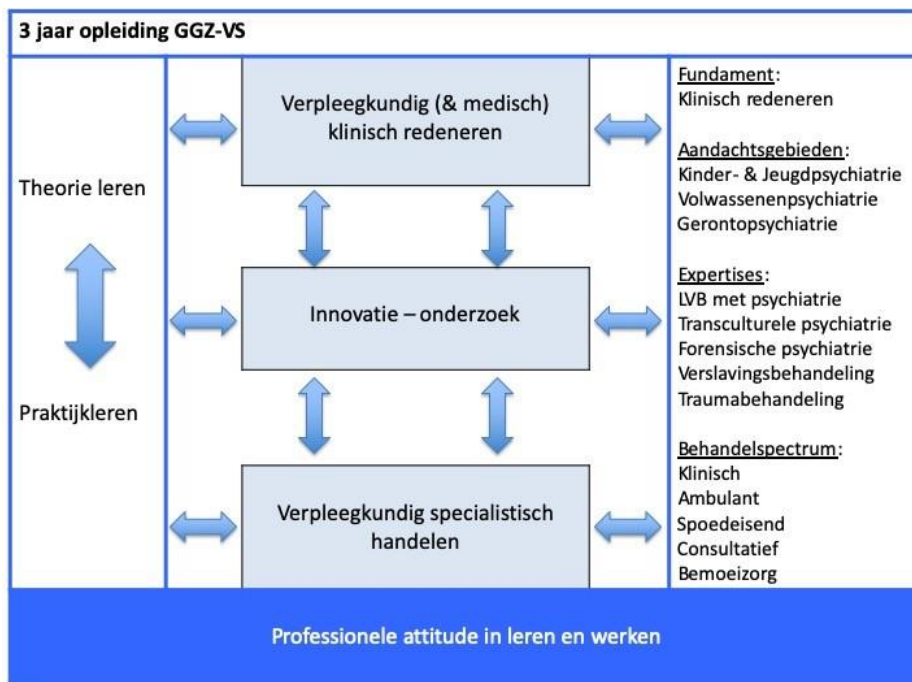 3 jaar opleiding GGZ-VS
Theorie leren
Praktijkleren
Verpleegkundig (& medisch)
klinisch redeneren
Innovatie – onderzoek
Verpleegkundig specialistisch
handelen
Fundament:
Klinisch redeneren
Aandachtsgebieden:
Kinder- & Jeugdpsychiatrie
Volwassenenpsychiatrie
Gerontopsychiatrie
Expertises:
LVB met psychiatrie
Transculturele psychiatrie
Forensische psychiatrie
Verslavingsbehandeling
Traumabehandeling
Behandelspectrum:
Klinisch
Ambulant
Spoedeisend
Consultatief
Bemoeizorg
Professionele attitude in leren en werken